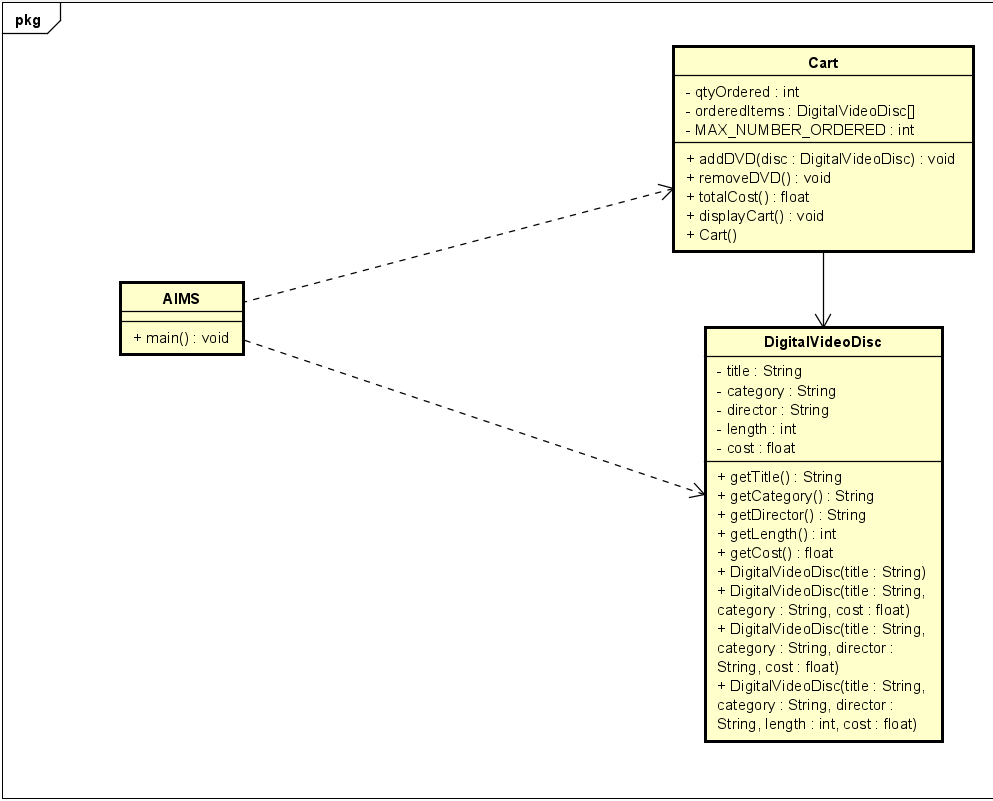 pkg
Cart
- qtyOrdered : int
- orderedItems : DigitalVideoDisc[]
- MAX_NUMBER_ORDERED : int
+ addDVD(disc : DigitalVideoDisc) : void
+ removeDVD() : void
+ totalCost() : float
+ displayCart() : void
+ Cart()
AIMS
+ main() : void
DigitalVideoDisc
- title : String
- category : String
- director : String
- length : int
- cost : float
+ getTitle() : String
+ getCategory() : String
+ getDirector() : String
+ getLength() : int
+ getCost() : float
+ DigitalVideoDisc(title : String)
+ DigitalVideoDisc(title : String,
category : String, cost : float)
+ DigitalVideoDisc(title : String,
category : String, director :
String, cost : float)
+ DigitalVideoDisc(title : String,
category : String, director :
String, length : int, cost : float)